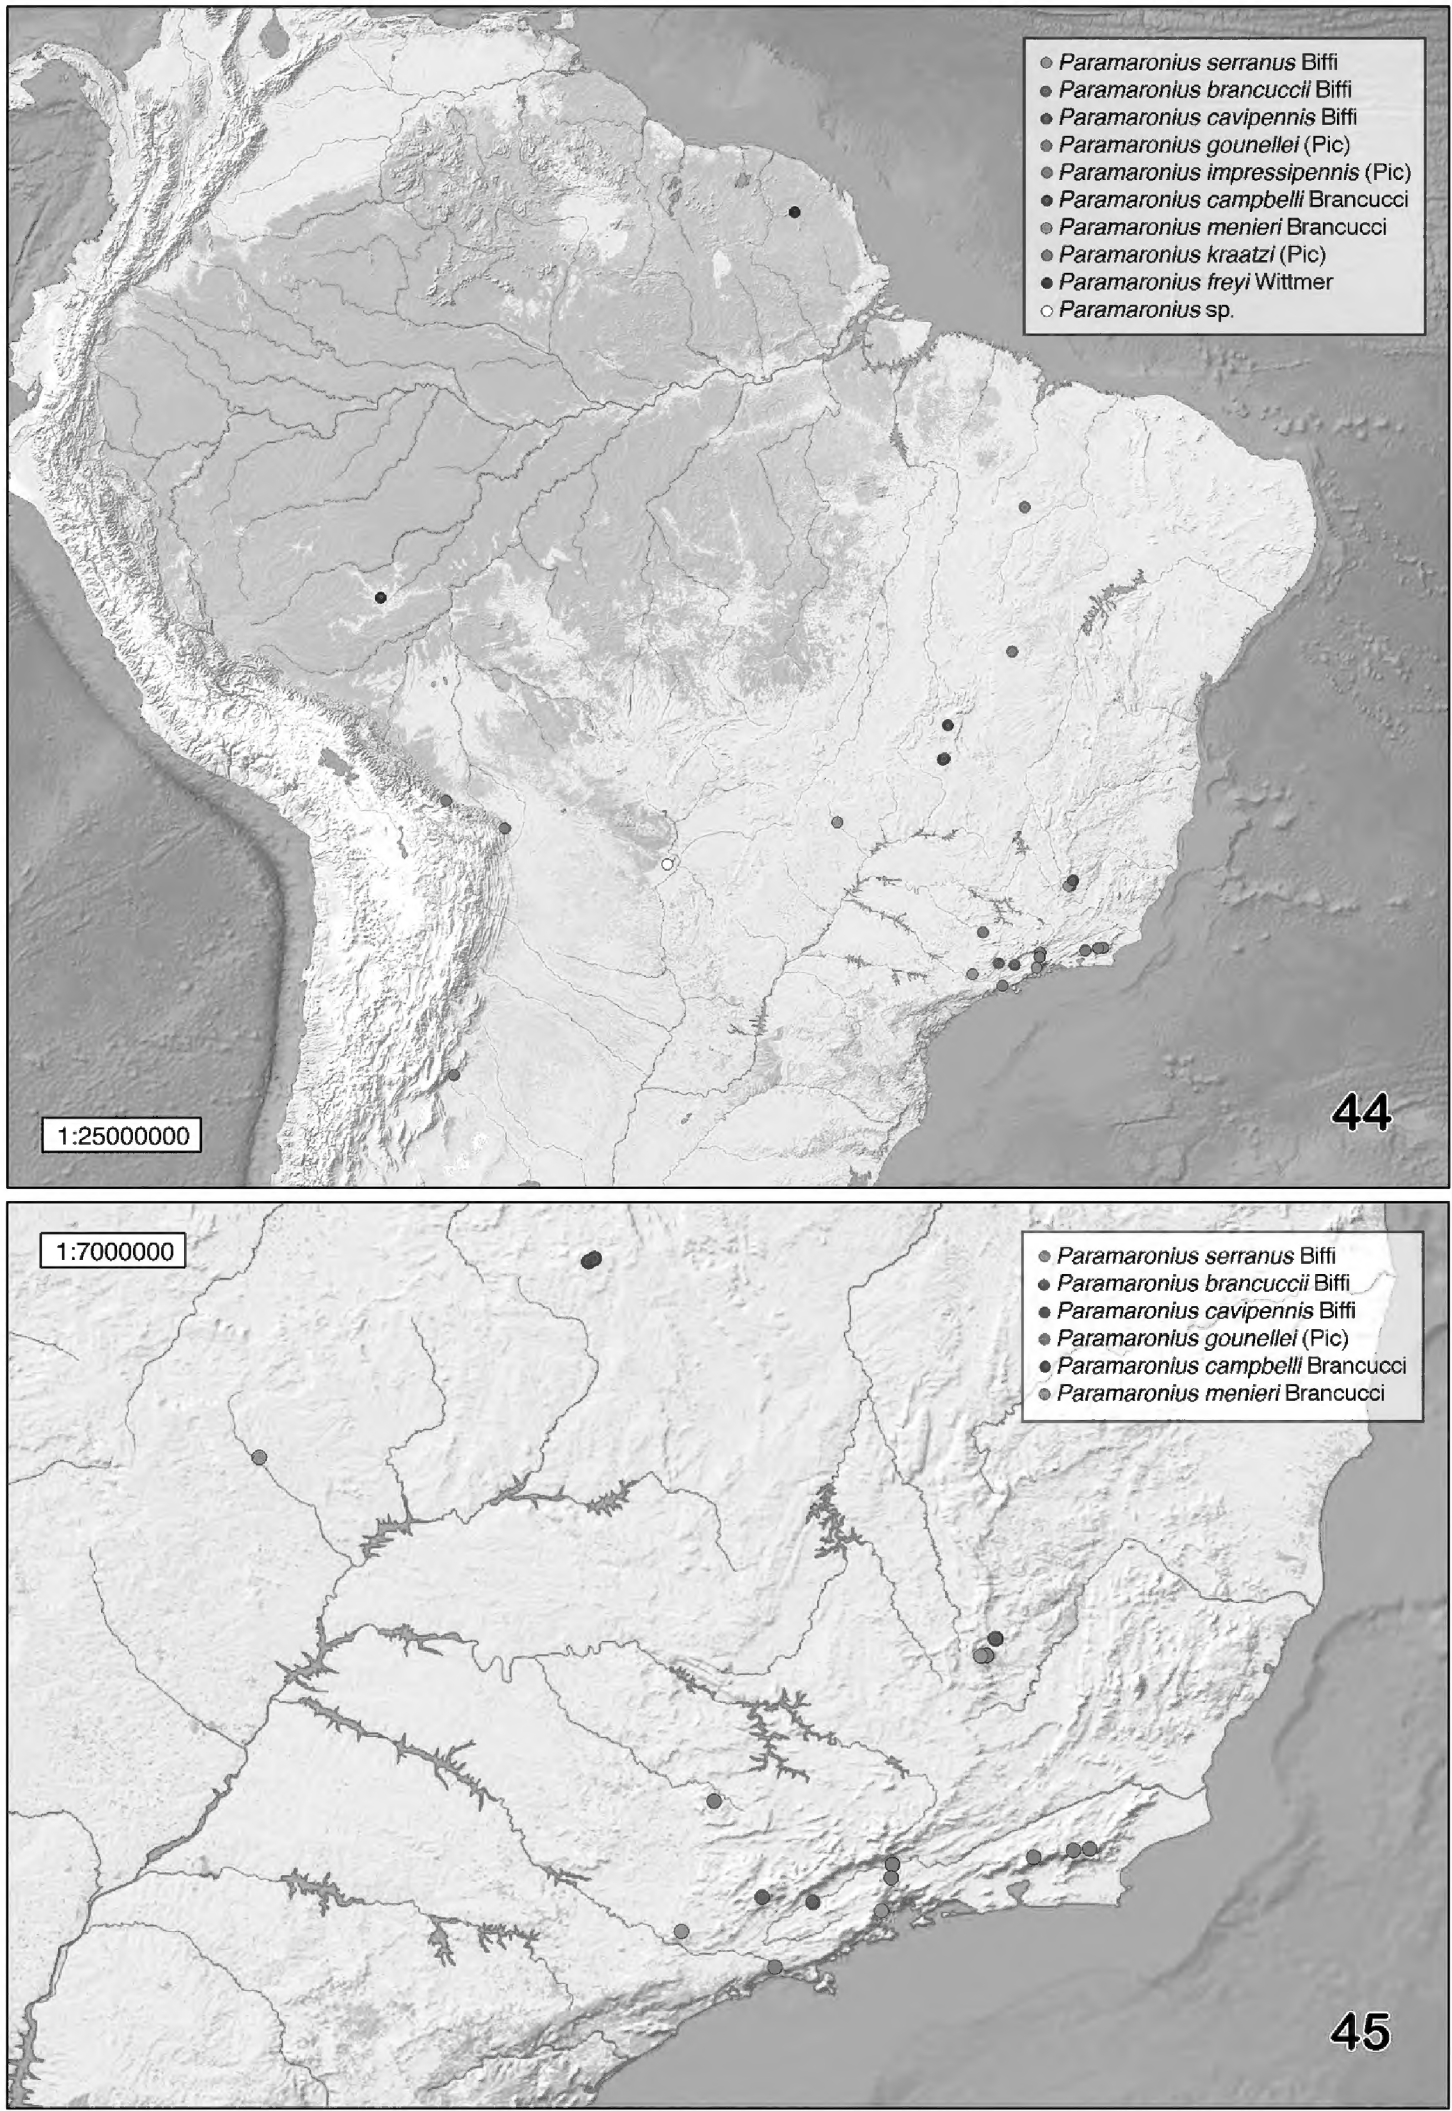 Paramaronius serranus Biffi
Paramaronius brancuccii Biffi
Paramaronius cavipennis Biffi
Paramaronius gounellei (Pic)
Paramaronius impressipennis (Pic)
Paramaronius campbelli Brancucci
Paramaronius menieri Brancucci
Paramaronius kraatzi (Pic)
Paramaronius freyi Wittmer
Paramaronius sp.
44
1:25000000
1:7000000
Paramaronius serranus Biffi
Paramaronius brancuccii Biffi
Paramaronius cavipennis Biffi
Paramaronius gounellei (Pic)
Paramaronius campbelli Brancucci
Paramaronius menieri Brancucci
45